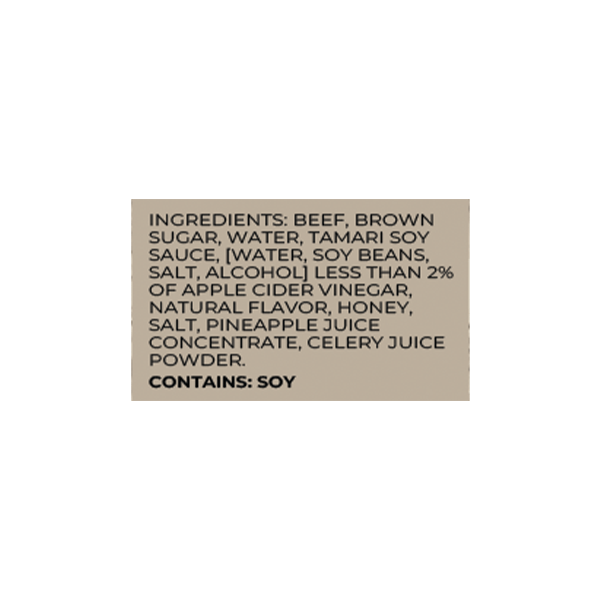 INGREDIENTS: BEEF, BROWN
SUGAR, WATER, TAMARI SOY
SAUCE, [WATER, SOY BEANS,
SALT, ALCOHOL] LESS THAN 2%
OF APPLE CIDER VINEGAR,
NATURAL FLAVOR, HONEY,
SALT, PINEAPPLE JUICE
CONCENTRATE, CELERY JUICE
POWDER.
CONTAINS: SOY